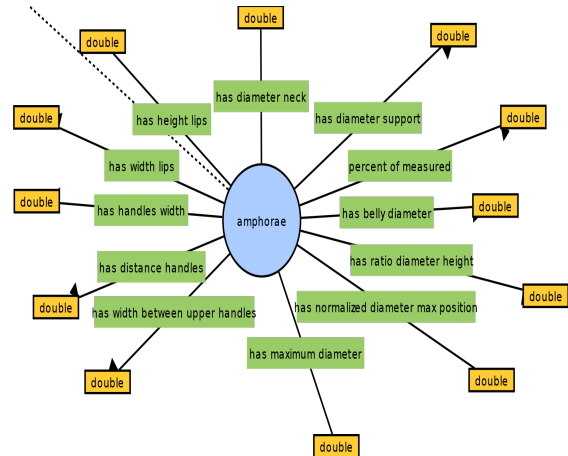 double
double
double
has diameter neck
has height lips
has diameter support
double
double
has width lips
percent of measured
double
has handles width
has belly diameter
double
amphorae
has distance handles
has ratio diameter height
double
double
has width between upper handles
has normalized diameter max position
has maximum diameter
double
double
double